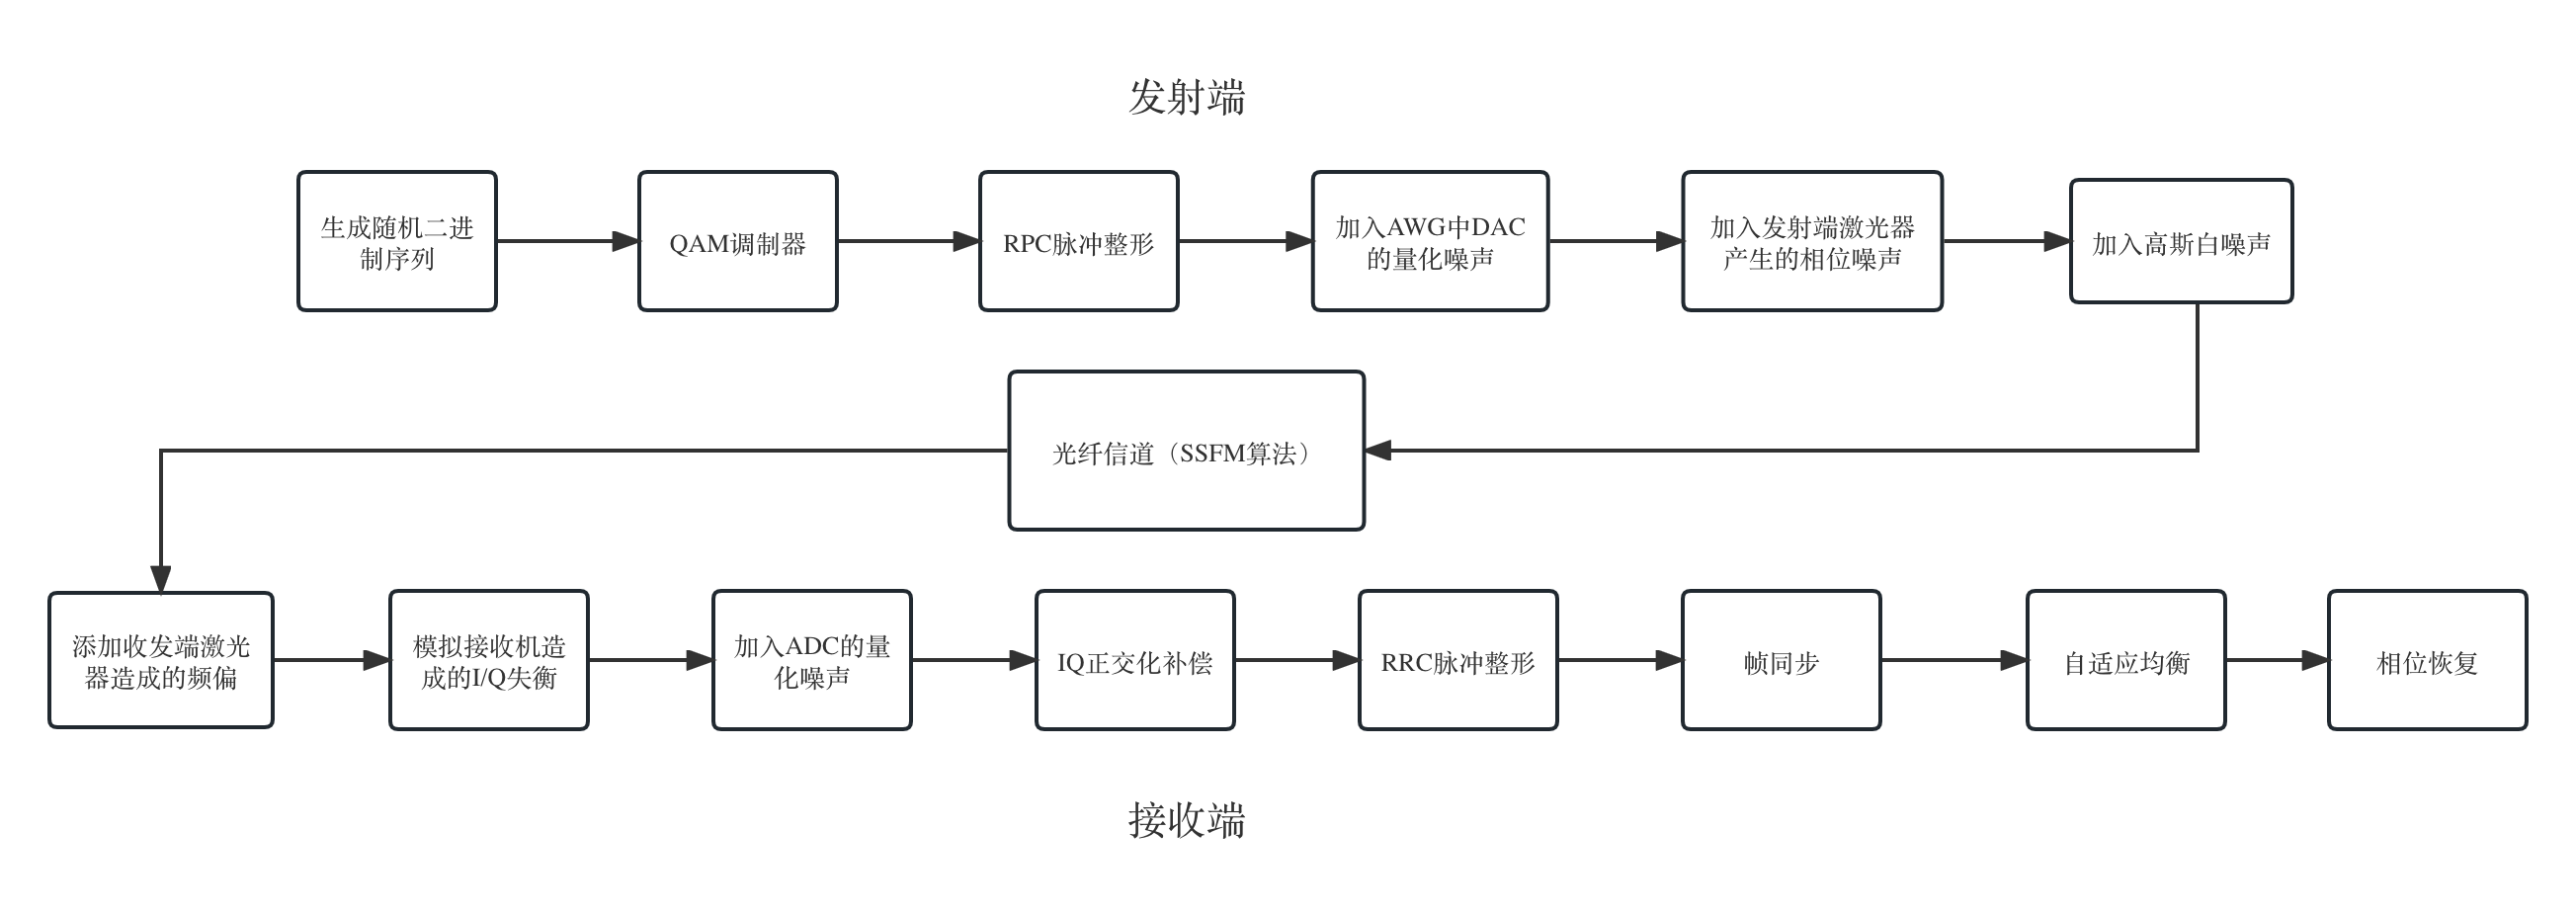 发射端
生成随机二进
制序列
QAM调制器
RPC脉冲整形
加入AWG中DAC
的量化噪声
加入发射端激光器
产生的相位噪声
加入高斯白噪声
光纤信道（SSFM算法）
添加收发端激光
器造成的频偏
模拟接收机造
成的I/Q失衡
加入ADC的量
化噪声
IQ正交化补偿
RRC脉冲整形
帧同步
自适应均衡
相位恢复
接收端